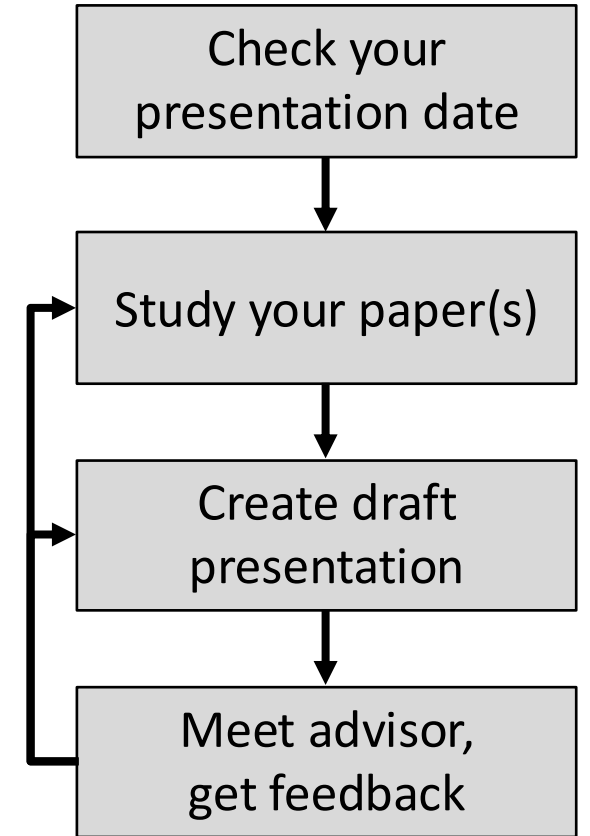 Check your
presentation date
Study your paper(s)
Create draft
presentation
Meet advisor,
get feedback